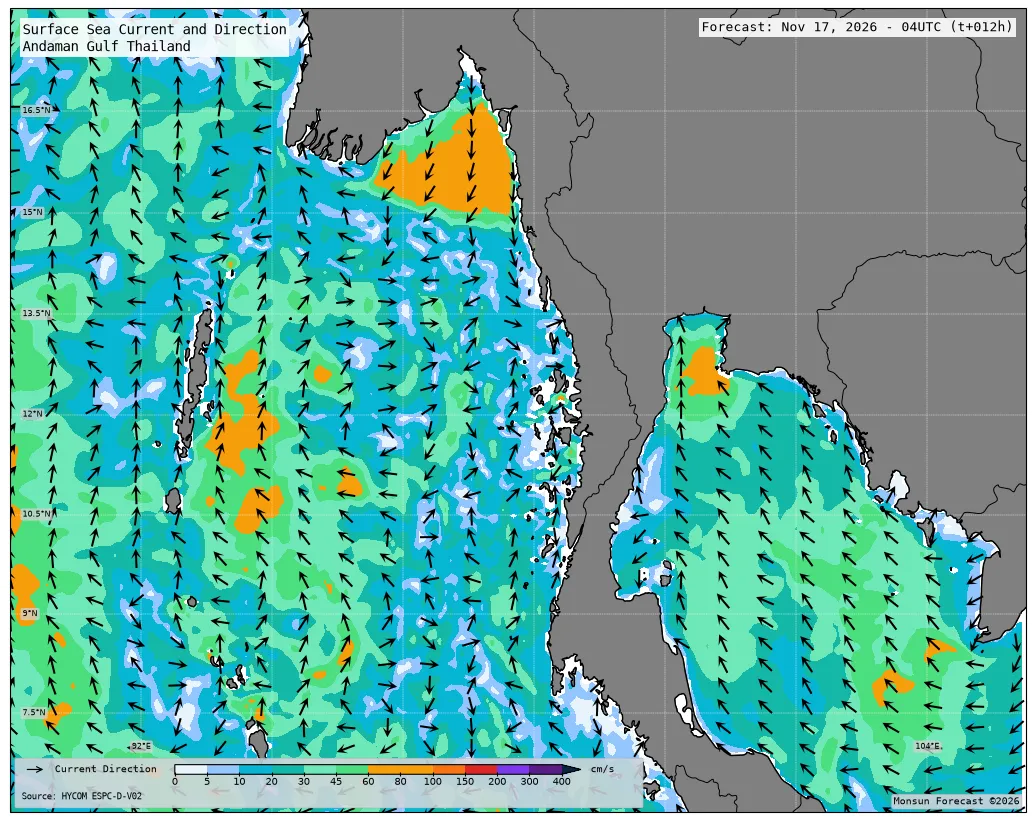 Surface Sea Current and Direction
Andaman Gulf Thailand
Forecast: Nov 17, 2026 - 04UTC (t+012h)
16.5°N
15°N
13.5°N
12°N
10.5°N
9°N
7.5°N
92°E
104°E
Current Direction
cm/s
0 5 10 20 30 45 60 80 100 150 200 300 400
Source: HYCOM ESPC-D-V02
Monsun Forecast ©2026